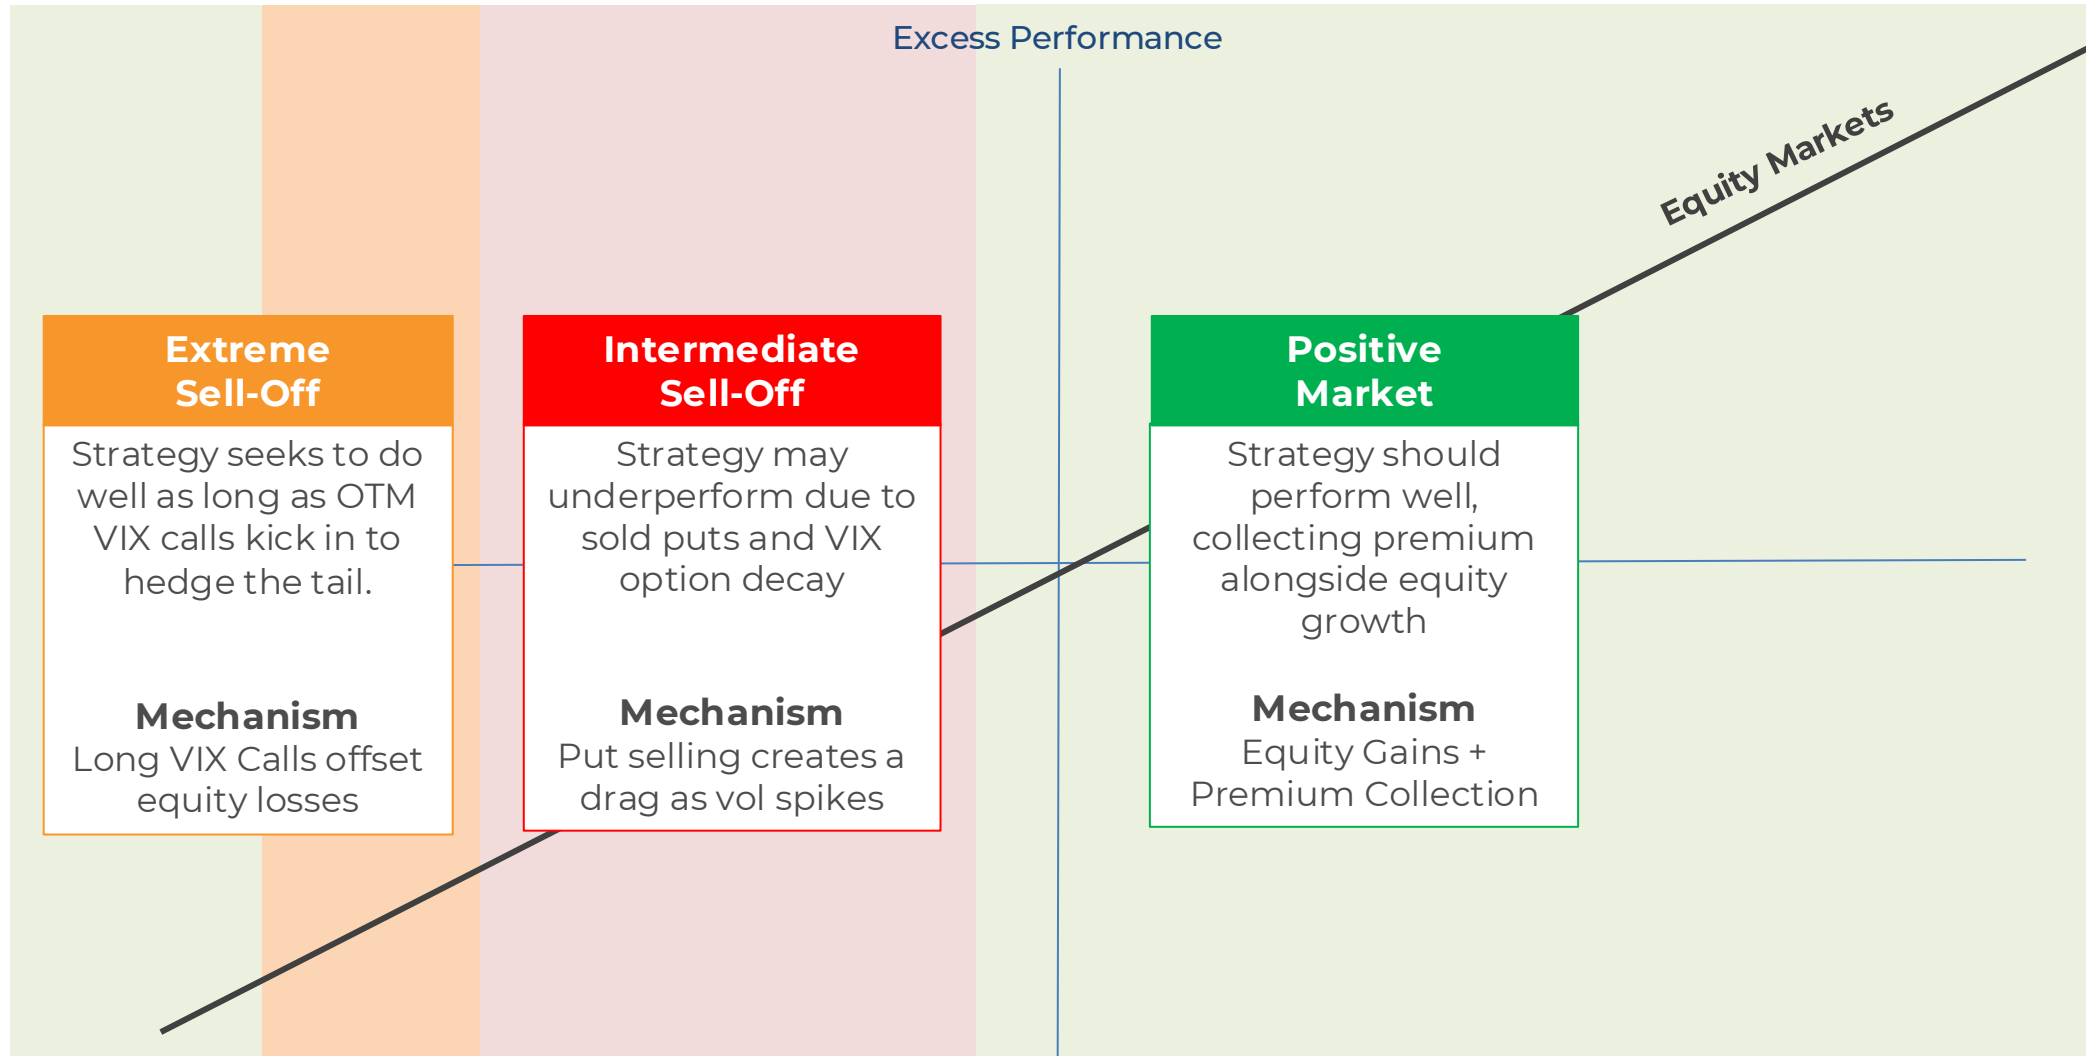 Excess Performance
Equity Markets
Extreme
Sell-Off
Strategy seeks to do
well as long as OTM
VIX calls kick in to
hedge the tail.
Mechanism
Long VIX Calls offset
equity losses
Intermediate
Sell-Off
Strategy may
underperform due to
sold puts and VIX
option decay
Mechanism
Put selling creates a
drag as vol spikes
Positive
Market
Strategy should
perform well,
collecting premium
alongside equity
growth
Mechanism
Equity Gains +
Premium Collection